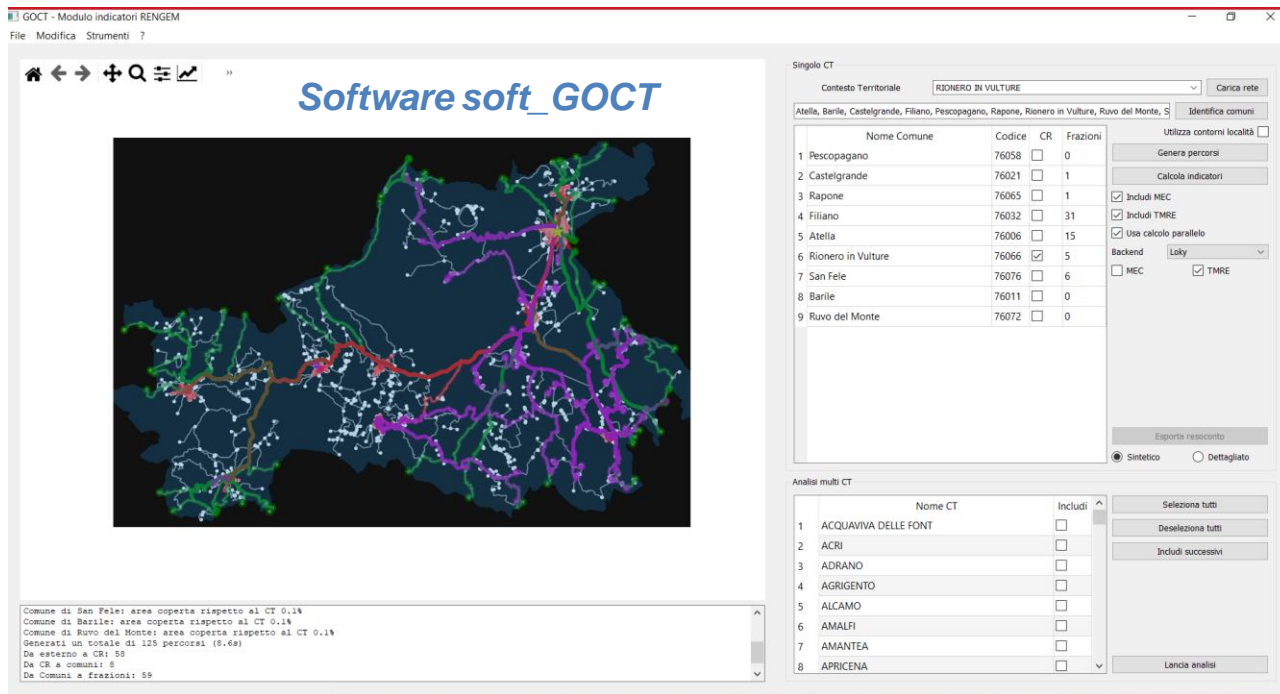 GOCT - Modulo indicatori RENGEM
File Modifica Strumenti ?
»
Software soft_GOCT
Singolo CT
Contesto Territoriale RIONERO IN VULTURE Carica rete
Atella, Barile, Castelgrande, Filiano, Pescopagano, Rapone, Rionero in Vulture, Ruvo del Monte, S Identifica comuni
Utilizza contorni località
Nome Comune Codice CR Frazioni
Genera percorsi
1 Pescopagano 76058 0
Calcola indicatori
2 Castelgrande 76021 1
3 Rapone 76065 1
Includi MEC
4 Filiano 76032 31
Includi TMRE
5 Atella 76006 15
Usa calcolo parallelo
6 Rionero in Vulture 76066 5
Backend Loky
7 San Fele 76076 6
MEC TMRE
8 Barile 76011 0
9 Ruvo del Monte 76072 0
Esporta resoconto
Sintetico Dettagliato
Analisi multi CT
Nome CT Includi
Seleziona tutti
1 ACQUAVIVA DELLE FONT
Deseleziona tutti
2 ACRI
Includi successivi
3 ADRANO
4 AGRIGENTO
5 ALCAMO
6 AMALFI
7 AMANTEA
8 APRICENA
Lancia analisi
Comune di San Fele: area coperta rispetto al CT 0.1%
Comune di Barile: area coperta rispetto al CT 0.1%
Comune di Ruvo del Monte: area coperta rispetto al CT 0.1%
Generati un totale di 125 percorsi (8.6s)
Da esterno a CR: 58
Da CR a comuni: 8
Da Comuni a frazioni: 59